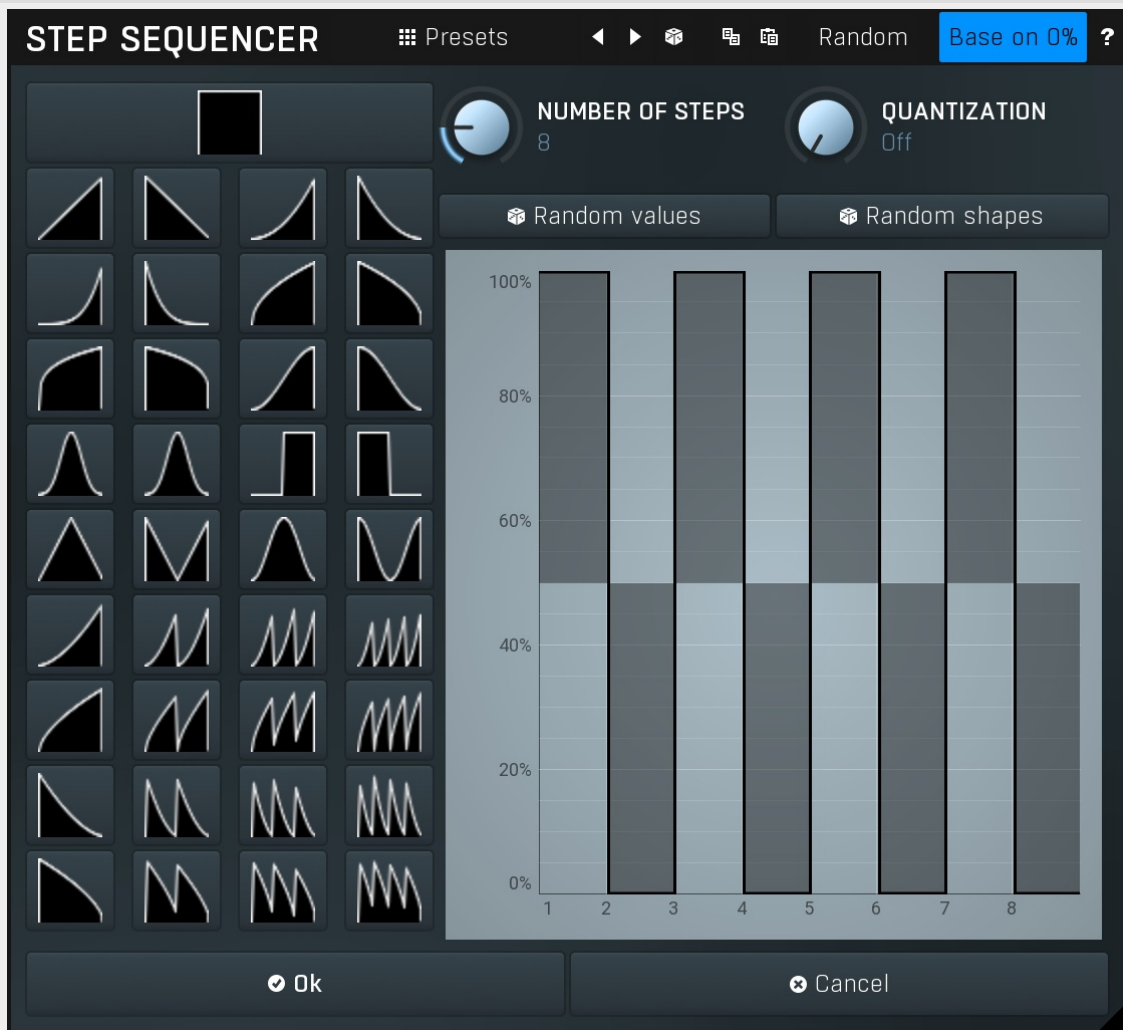 STEP SEQUENCER Presets Random Base on 0% ?
NUMBER OF STEPS
8
QUANTIZATION
Off
Random values Random shapes
100%
80%
60%
40%
20%
0%
1 2 3 4 5 6 7 8
Ok Cancel